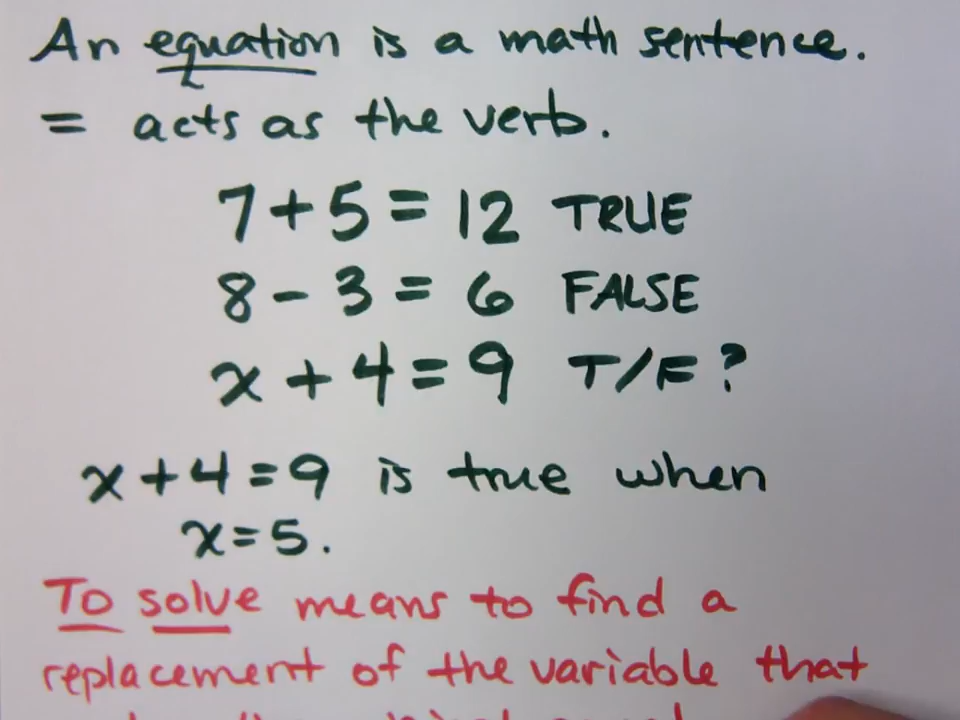 An equation is a math sentence.
= acts as the verb.
7+5=12 TRUE
8-3=6 FALSE
x+4=9 T/F?
x+4=9 is true when
x=5.
To solve means to find a
replacement of the variable that